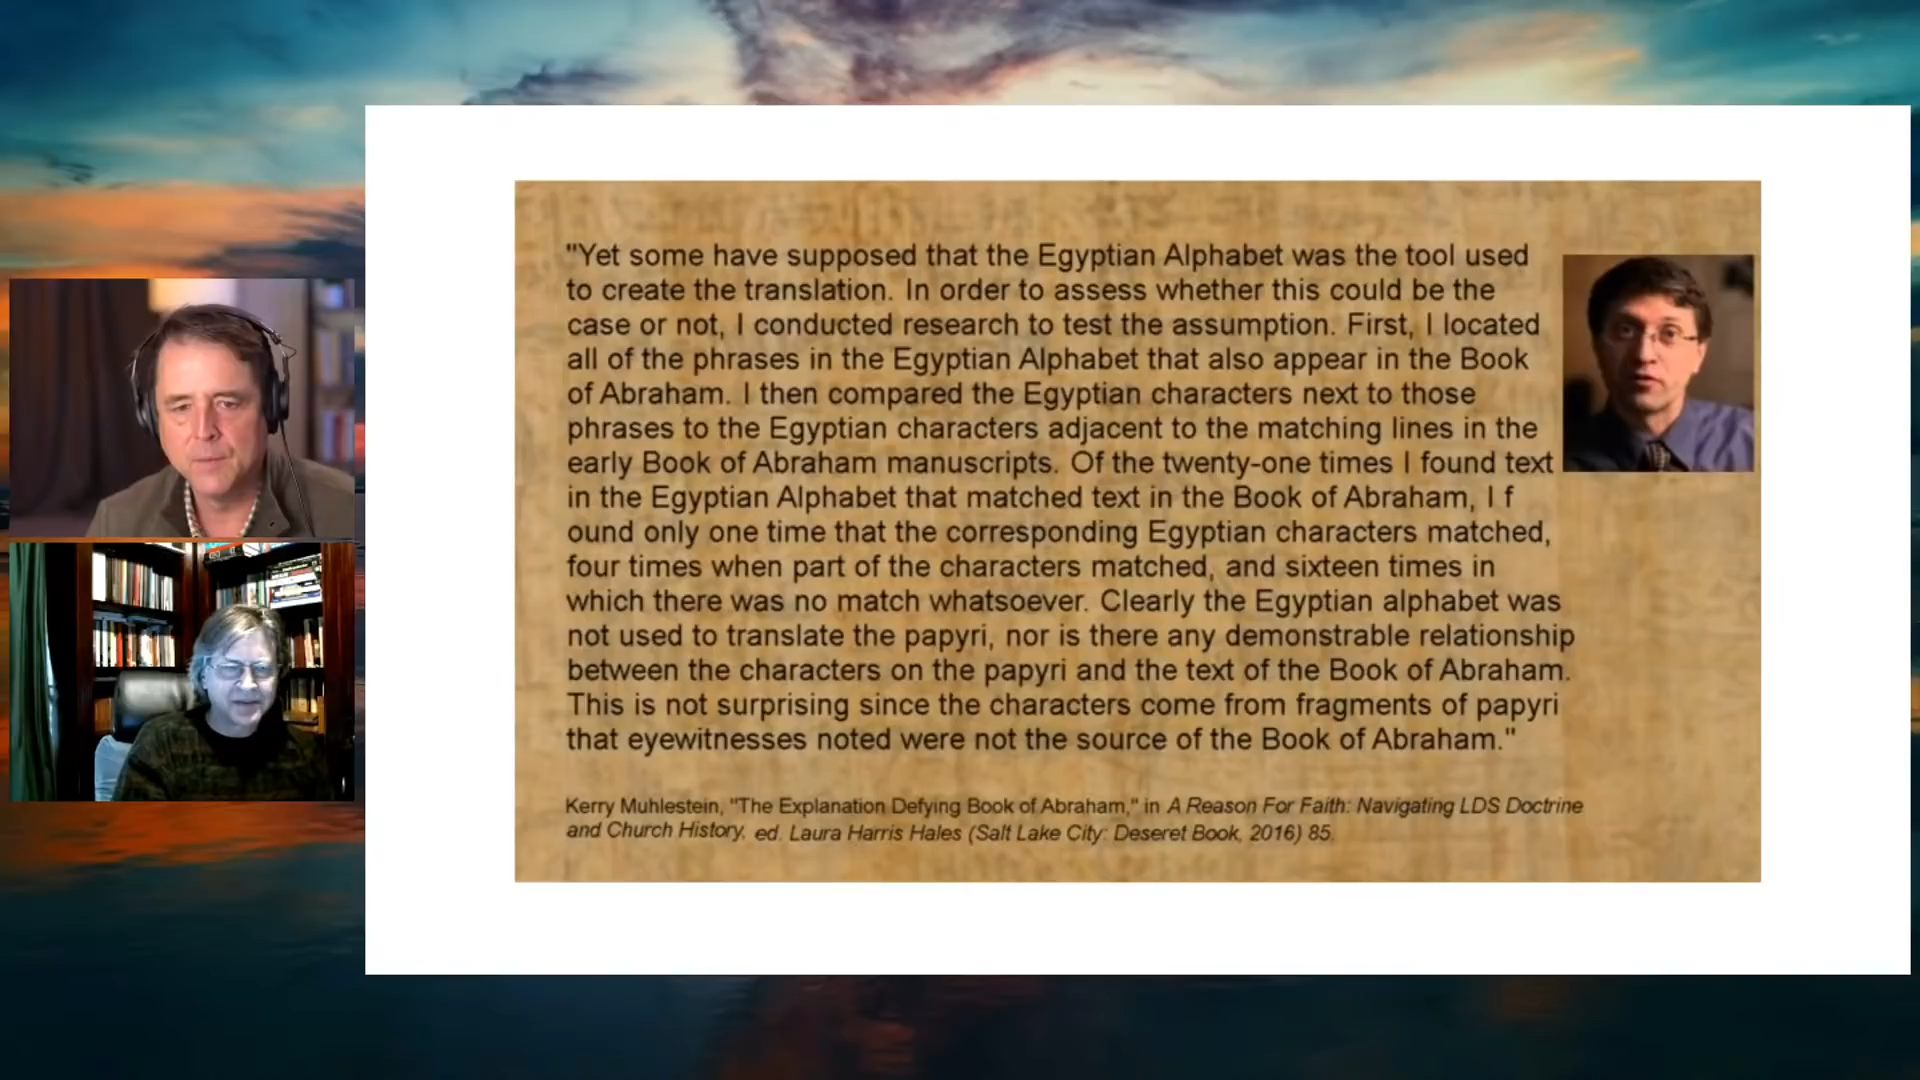 "Yet some have supposed that the Egyptian Alphabet was the tool used
to create the translation. In order to assess whether this could be the
case or not, I conducted research to test the assumption. First, I located
all of the phrases in the Egyptian Alphabet that also appear in the Book
of Abraham. I then compared the Egyptian characters next to those
phrases to the Egyptian characters adjacent to the matching lines in the
early Book of Abraham manuscripts. Of the twenty-one times I found text
in the Egyptian Alphabet that matched text in the Book of Abraham, I f
ound only one time that the corresponding Egyptian characters matched,
four times when part of the characters matched, and sixteen times in
which there was no match whatsoever. Clearly the Egyptian alphabet was
not used to translate the papyri, nor is there any demonstrable relationship
between the characters on the papyri and the text of the Book of Abraham.
This is not surprising since the characters come from fragments of papyri
that eyewitnesses noted were not the source of the Book of Abraham."
Kerry Muhlestein, "The Explanation Defying Book of Abraham," in A Reason For Faith: Navigating LDS Doctrine
and Church History, ed. Laura Harris Hales (Salt Lake City: Deseret Book, 2016) 85.